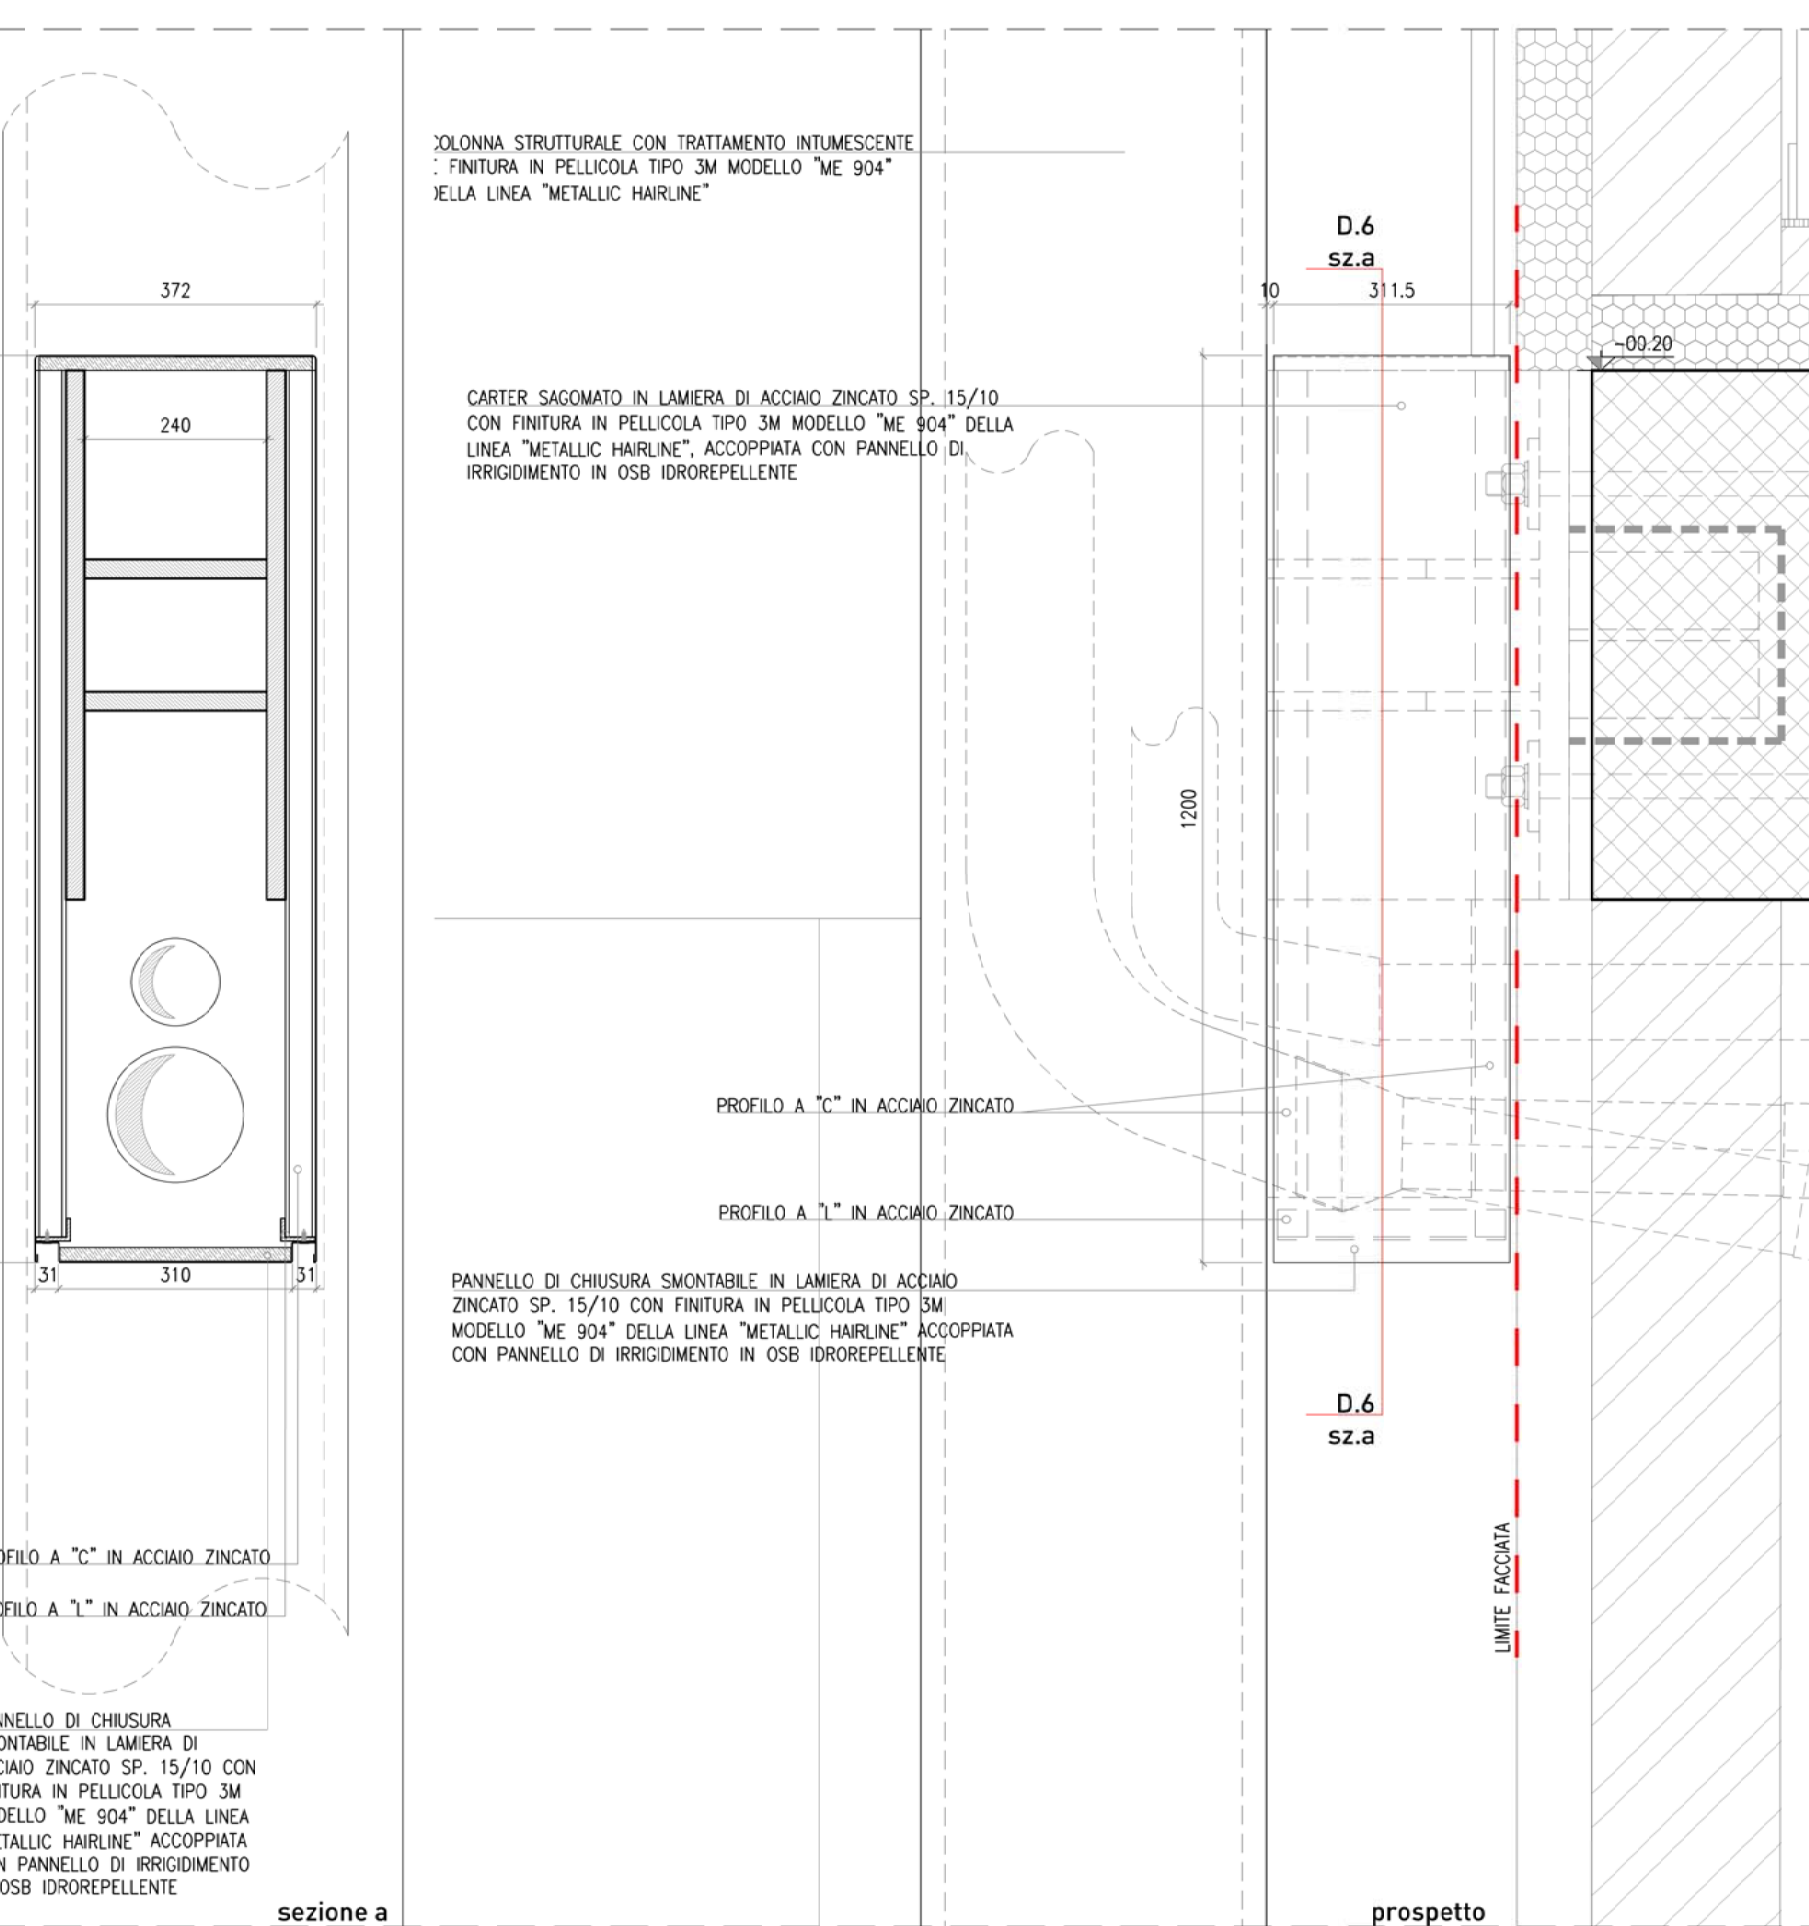 COLONNA STRUTTURALE CON TRATTAMENTO INTUMESCENTE
FINITURA IN PELLICOLA TIPO 3M MODELLO "ME 904"
DELLA LINEA "METALLIC HAIRLINE"
D.6
sz.a
372
10
311.5
-00.20
CARTER SAGOMATO IN LAMIERA DI ACCIAIO ZINCATO SP. 15/10
CON FINITURA IN PELLICOLA TIPO 3M MODELLO "ME 904" DELLA
LINEA "METALLIC HAIRLINE", ACCOPPIATA CON PANNELLO DI
IRRIGIDIMENTO IN OSB IDROREPELLENTE
240
1200
PROFILO A "C" IN ACCIAIO ZINCATO
PROFILO A "L" IN ACCIAIO ZINCATO
31
310
31
PANNELLO DI CHIUSURA SMONTABILE IN LAMIERA DI ACCIAIO
ZINCATO SP. 15/10 CON FINITURA IN PELLICOLA TIPO 3M
MODELLO "ME 904" DELLA LINEA "METALLIC HAIRLINE" ACCOPPIATA
CON PANNELLO DI IRRIGIDIMENTO IN OSB IDROREPELLENTE
D.6
sz.a
LIMITE FACCIATA
OFILO A "C" IN ACCIAIO ZINCATO
OFILO A "L" IN ACCIAIO ZINCATO
NNELLO DI CHIUSURA
ONTABILE IN LAMIERA DI
CIAIO ZINCATO SP. 15/10 CON
ITURA IN PELLICOLA TIPO 3M
DELLO "ME 904" DELLA LINEA
ETALLIC HAIRLINE" ACCOPPIATA
N PANNELLO DI IRRIGIDIMENTO
OSB IDROREPELLENTE
sezione a
prospetto